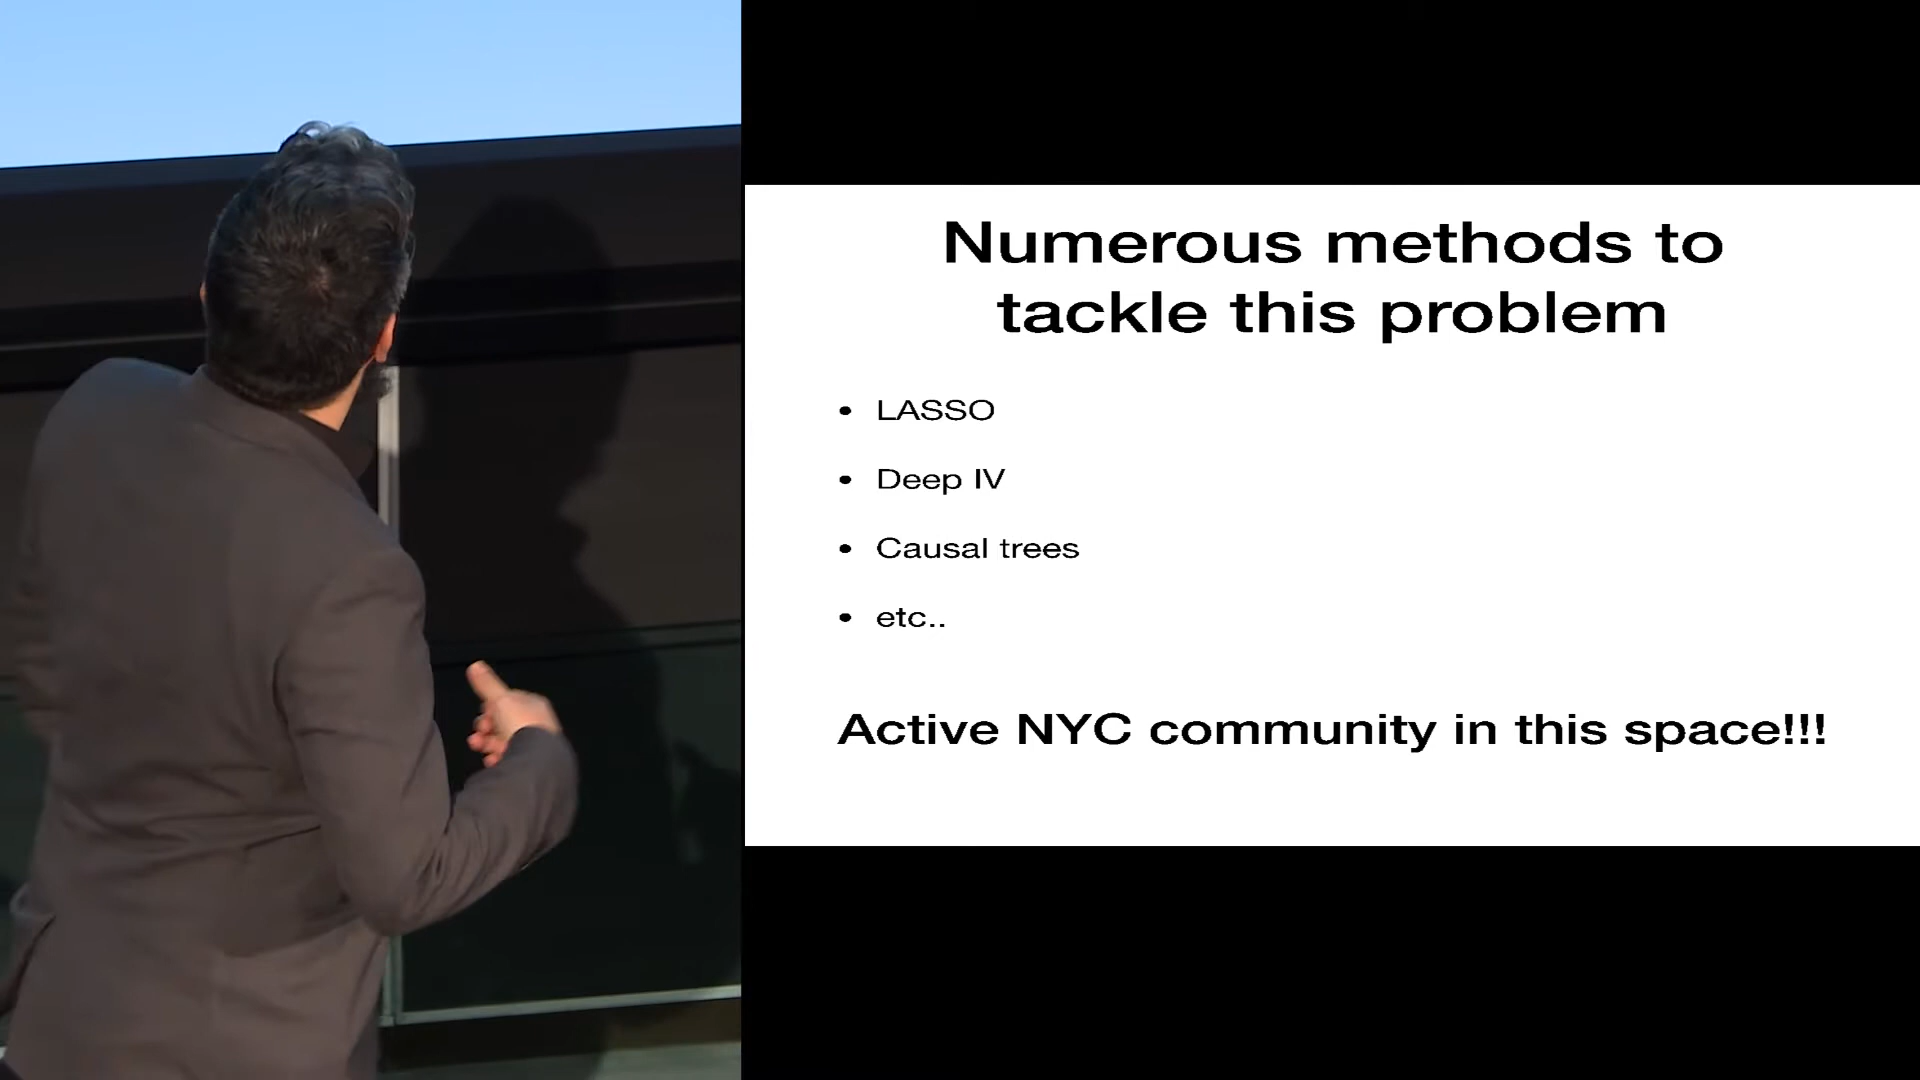 Numerous methods to
tackle this problem
• LASSO
• Deep IV
• Causal trees
• etc..
Active NYC community in this space!!!